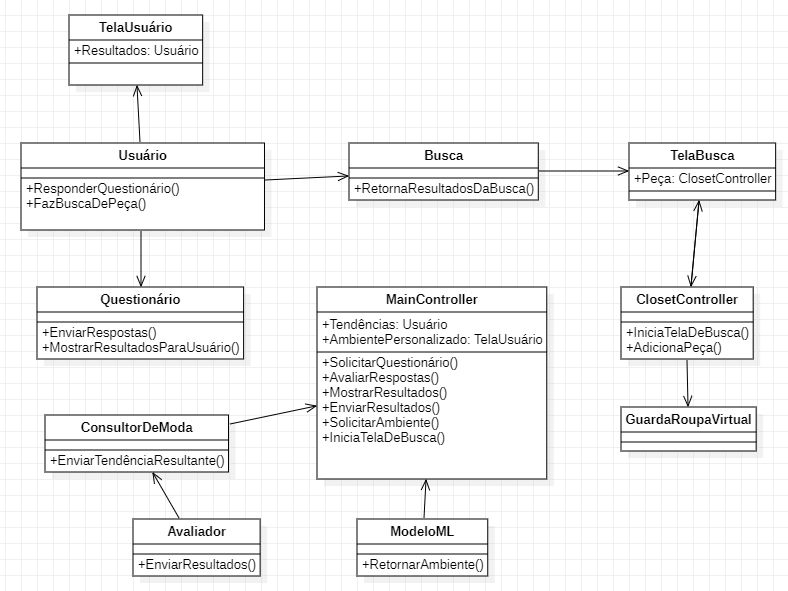 TelaUsuário
+Resultados: Usuário
Usuário
+ResponderQuestionário()
+FazBuscaDePeça()
Busca
+RetornaResultadosDaBusca()
TelaBusca
+Peça: ClosetController
Questionário
+EnviarRespostas()
+MostrarResultadosParaUsuário()
MainController
+Tendências: Usuário
+AmbientePersonalizado: TelaUsuário
+SolicitarQuestionário()
+AvaliarRespostas()
+MostrarResultados()
+EnviarResultados()
+SolicitarAmbiente()
+IniciaTelaDeBusca()
ClosetController
+IniciaTelaDeBusca()
+AdicionaPeça()
GuardaRoupaVirtual
ConsultorDeModa
+EnviarTendênciaResultante()
Avaliador
+EnviarResultados()
ModeloML
+RetornarAmbiente()